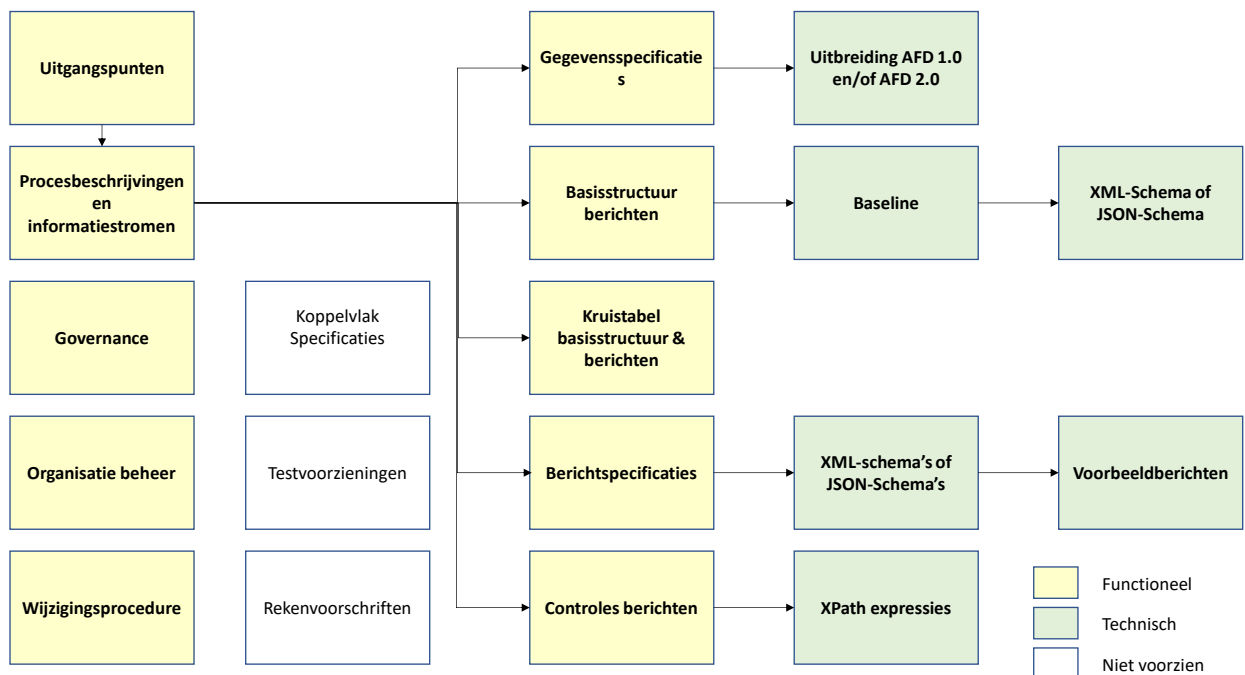 Uitgangspunten
Gegevensspecificatie
s
Uitbreiding AFD 1.0
en/of AFD 2.0
Procesbeschrijvingen
en
informatiestromen
Basisstructuur
berichten
Baseline
XML-Schema of
JSON-Schema
Governance
Koppelvlak
Specificaties
Kruistabel
basisstructuur &
berichten
Organisatie beheer
Testvoorzieningen
Berichtspecificaties
XML-schema’s of
JSON-Schema’s
Voorbeeldberichten
Wijzigingsprocedure
Rekenvoorschriften
Controles berichten
XPath expressies
Functioneel
Technisch
Niet voorzien